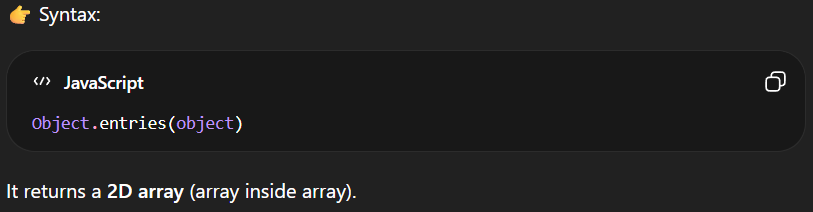 👉 Syntax:
JavaScript
Object.entries(object)
It returns a 2D array (array inside array).